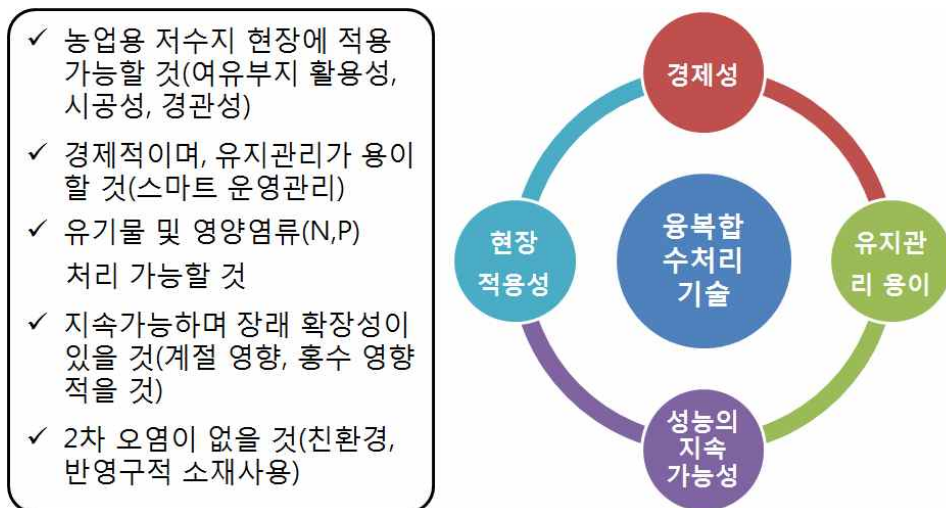 ✓ 농업용 저수지 현장에 적용
가능할 것(여유부지 활용성,
시공성, 경관성)
✓ 경제적이며, 유지관리가 용이
할 것(스마트 운영관리)
✓ 유기물 및 영양염류(N,P)
처리 가능할 것
✓ 지속가능하며 장래 확장성이
있을 것(계절 영향, 홍수 영향
적을 것)
✓ 2차 오염이 없을 것(친환경,
반영구적 소재사용)
경제성
융복합
수처리
기술
현장
적용성
유지관
리 용이
성능의
지속
가능성